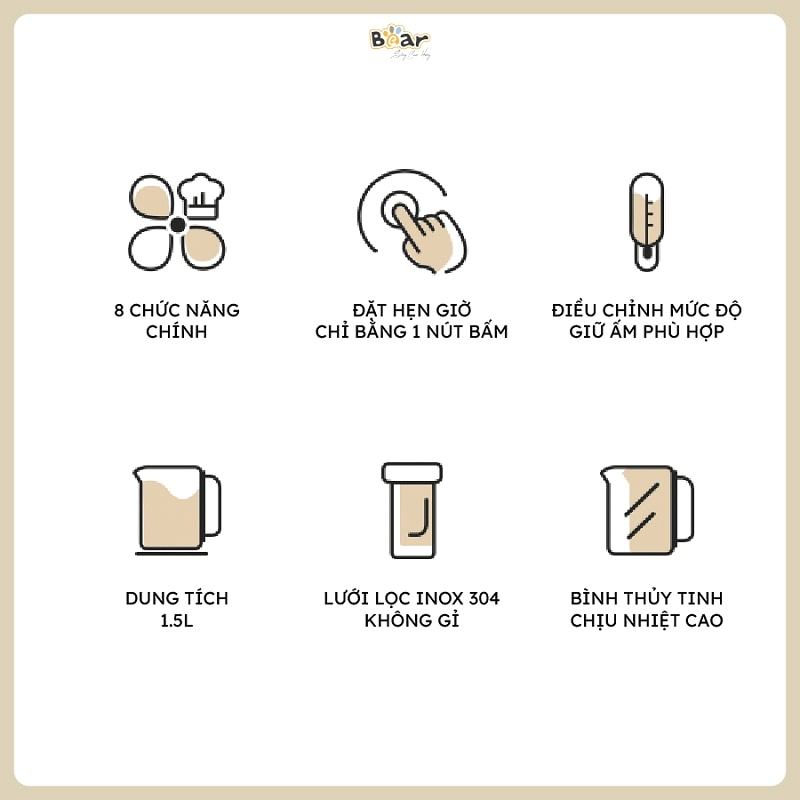 Bear
8 CHỨC NĂNG
CHÍNH
ĐẶT HẸN GIỜ
CHỈ BẰNG 1 NÚT BẤM
ĐIỀU CHỈNH MỨC ĐỘ
GIỮ ẤM PHÙ HỢP
DUNG TÍCH
1.5L
LƯỚI LỌC INOX 304
KHÔNG GỈ
BÌNH THỦY TINH
CHỊU NHIỆT CAO